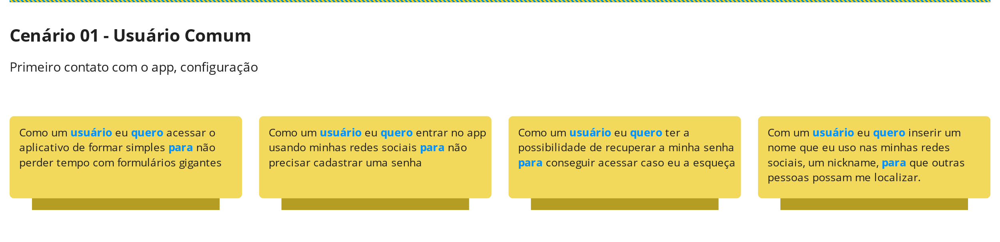 Cenário 01 - Usuário Comum
Primeiro contato com o app, configuração
Como um usuário eu quero acessar o
aplicativo de formar simples para não
perder tempo com formulários gigantes
Como um usuário eu quero entrar no app
usando minhas redes sociais para não
precisar cadastrar uma senha
Como um usuário eu quero ter a
possibilidade de recuperar a minha senha
para conseguir acessar caso eu a esqueça
Com um usuário eu quero inserir um
nome que eu uso nas minhas redes
sociais, um nickname, para que outras
pessoas possam me localizar.